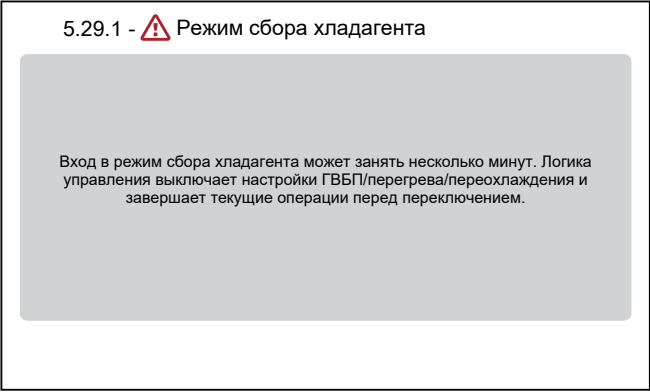 5.29.1 - Режим сбора хладагента
Вход в режим сбора хладагента может занять несколько минут. Логика
управления выключает настройки ГВБП/перегрева/переохлаждения и
завершает текущие операции перед переключением.